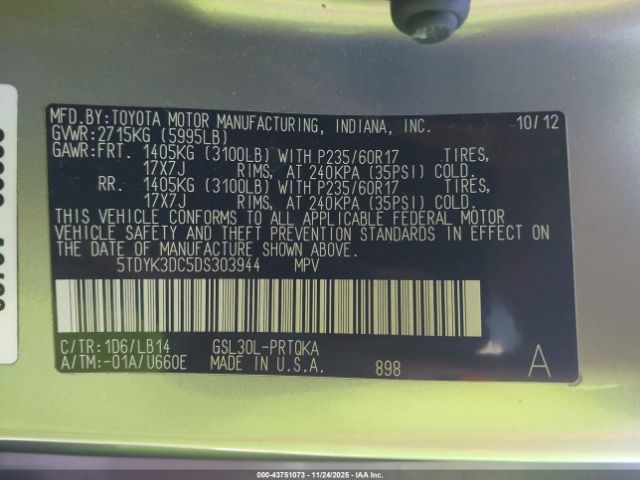 MFD.BY:TOYOTA MOTOR MANUFACTURING, INDIANA, INC. 10/12
GVWR:2715KG (5995LB)
GAWR:FRT. 1405KG (3100LB) WITH P235/60R17 TIRES,
17X7J RIMS, AT 240KPA (35PSI) COLD.
RR. 1405KG (3100LB) WITH P235/60R17 TIRES,
17X7J RIMS, AT 240KPA (35PSI) COLD.
THIS VEHICLE CONFORMS TO ALL APPLICABLE FEDERAL MOTOR
VEHICLE SAFETY AND THEFT PREVENTION STANDARDS IN EFFECT ON
THE DATE OF MANUFACTURE SHOWN ABOVE.
5TDYK3DC5DS303944 MPV
C/TR:1D6/LB14 GSL30L-PRTQKA
A/TM:-01A/U660E MADE IN U.S.A. 898 A
000-43751073 - 11/24/2025 - IAA Inc.